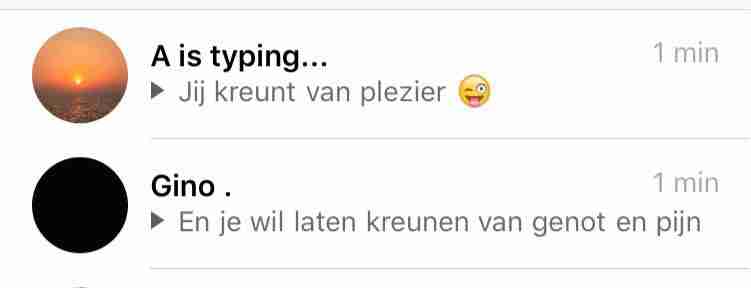 A is typing...
1 min
Jij kreunt van plezier 😜
Gino .
1 min
En je wil laten kreunen van genot en pijn